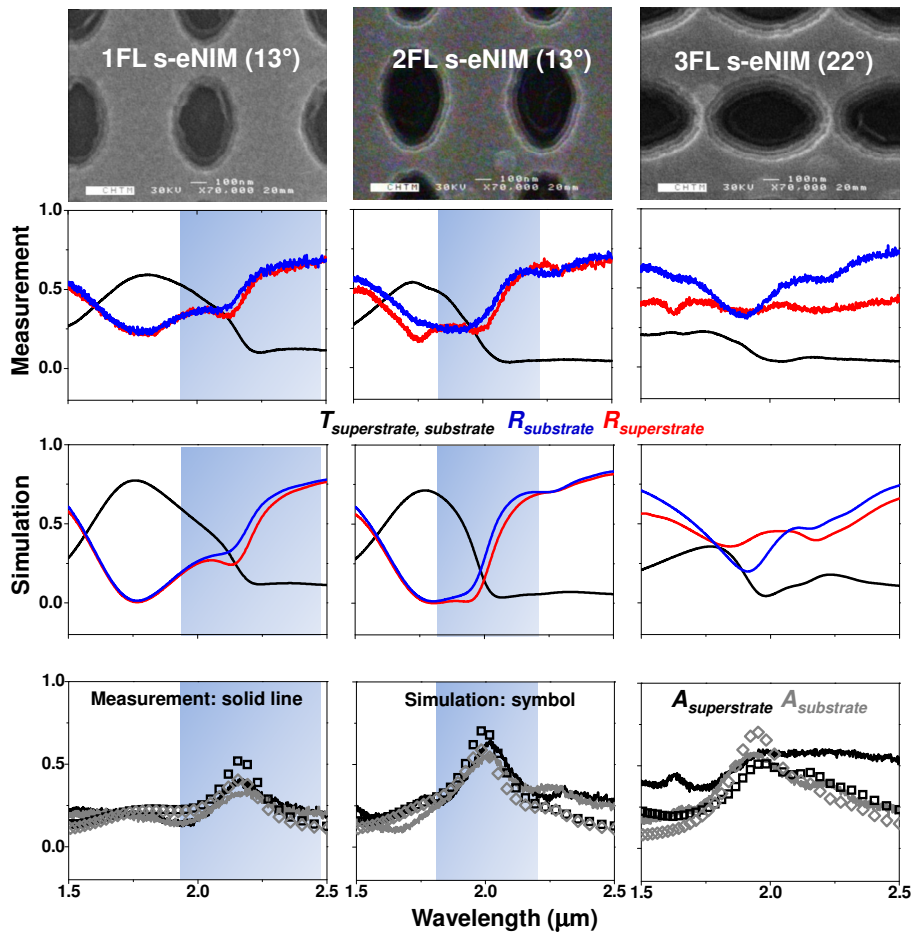 1FL s-eNIM (13°)
2FL s-eNIM (13°)
3FL s-eNIM (22°)
100nm
CHTM 30KV X70,000 20mm
100nm
CHTM 30KV X70,000 20mm
100nm
CHTM 30KV X70,000 20mm
Measurement
1.0
0.5
0.0
T superstrate, substrate R substrate R superstrate
Simulation
1.0
0.5
0.0
1.0
0.5
0.0
Measurement: solid line
Simulation: symbol
A superstrate A substrate
1.5 2.0 2.5
1.5 2.0 2.5
1.5 2.0 2.5
Wavelength (μm)